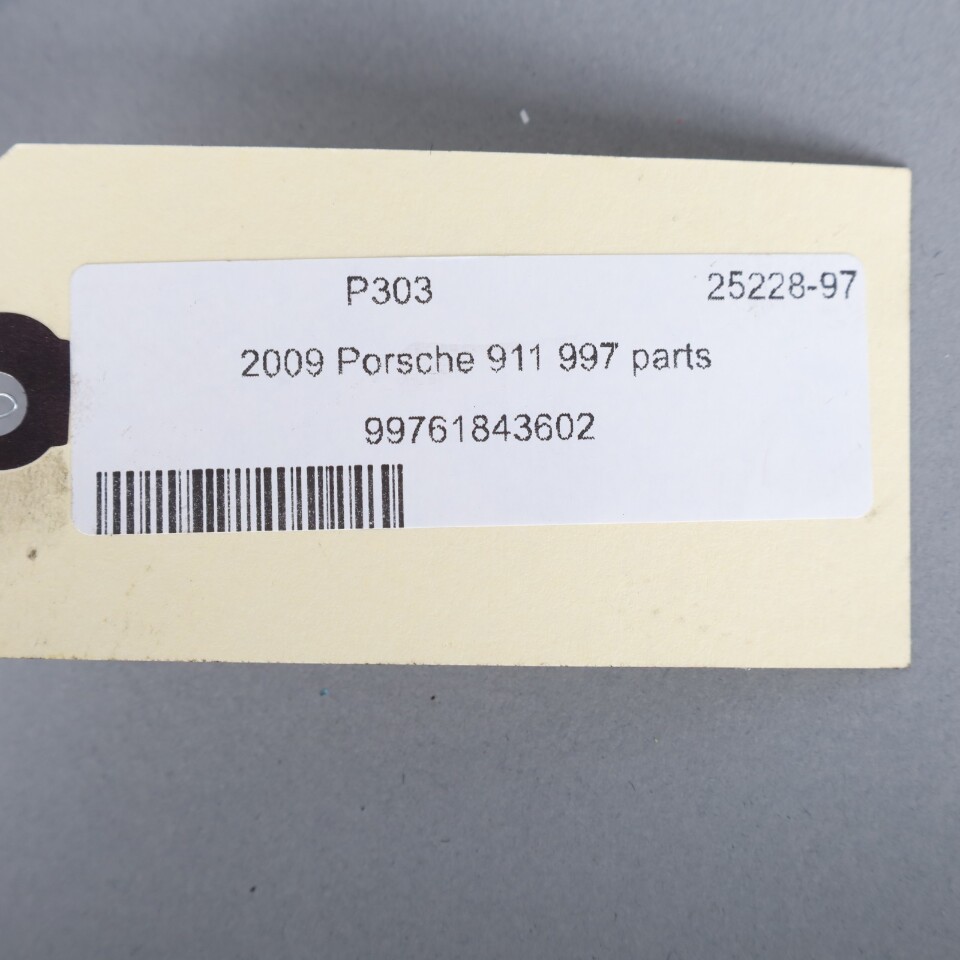 P303 25228-97
2009 Porsche 911 997 parts
99761843602